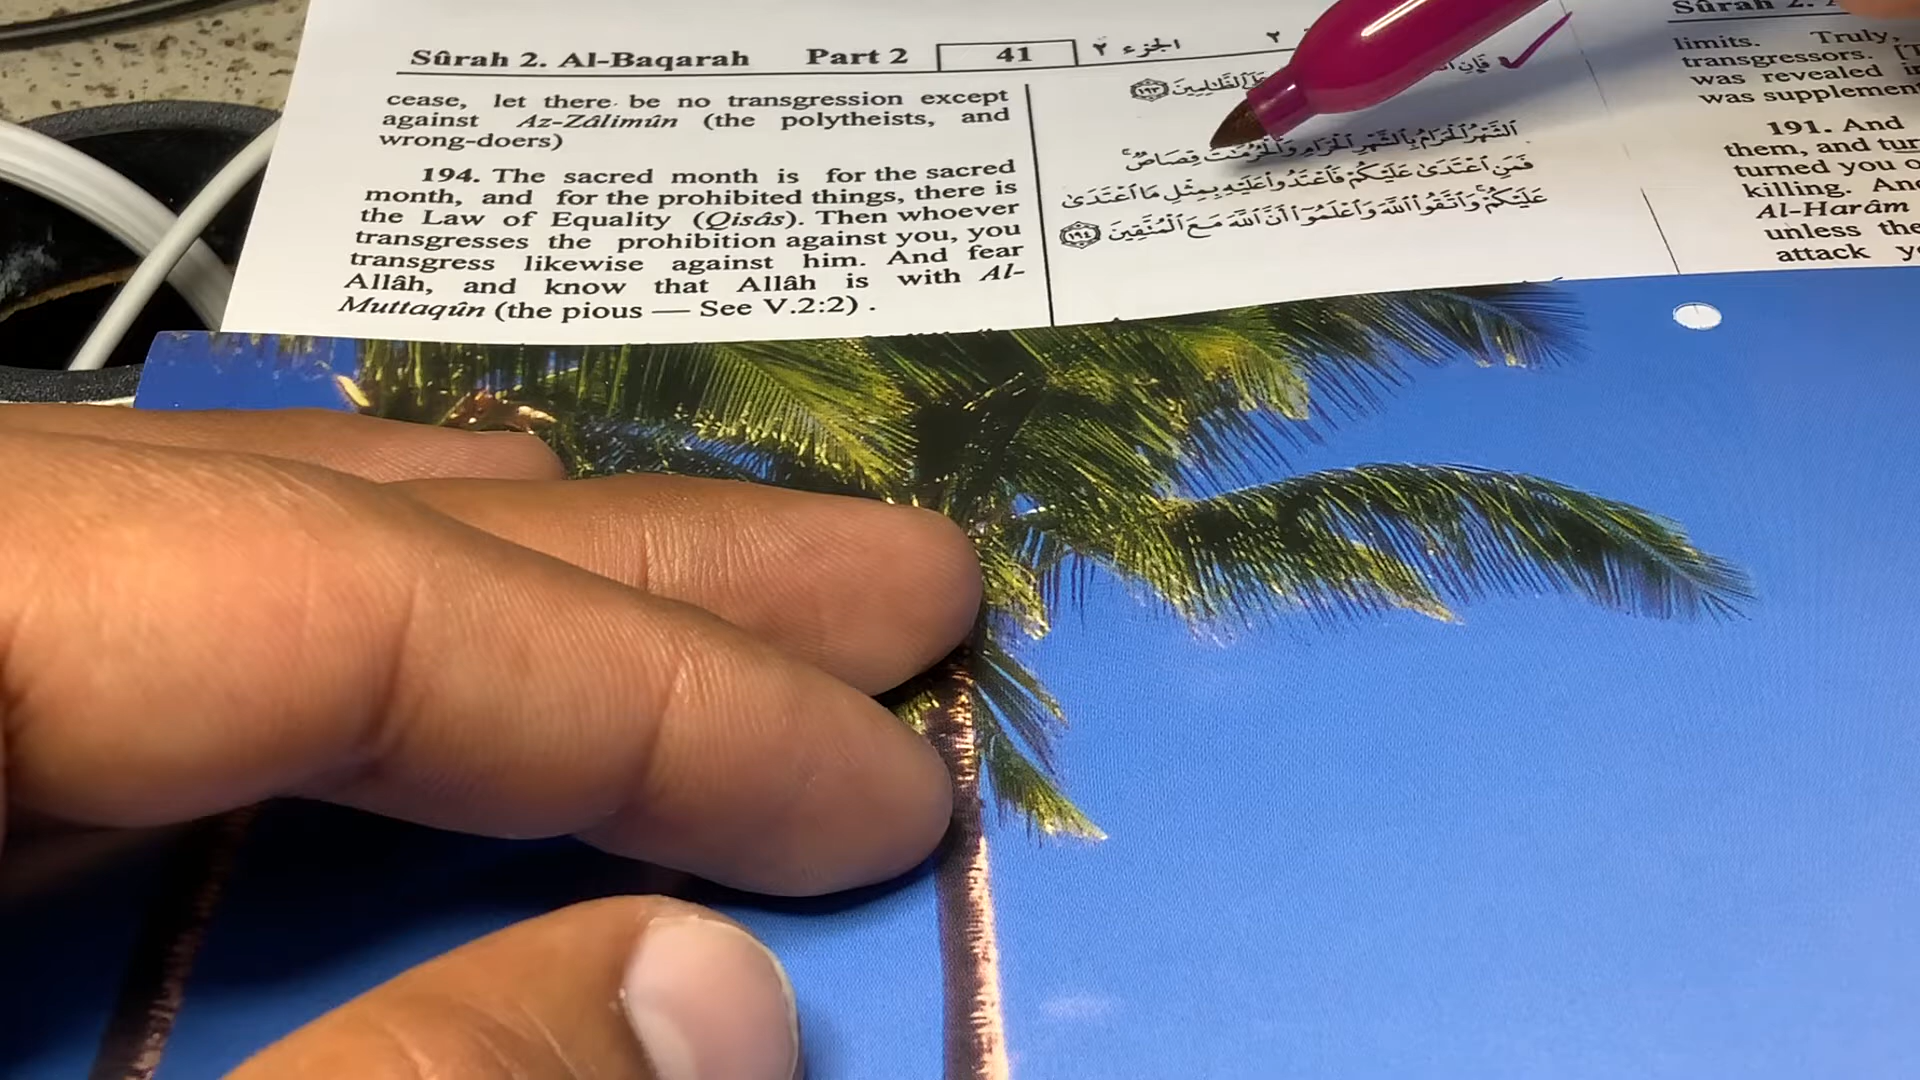 Sûrah 2. Al-Baqarah Part 2 41 الجزء ٢ ٢
cease, let there be no transgression except
against Az-Zâlimûn (the polytheists, and
wrong-doers)
194. The sacred month is for the sacred
month, and for the prohibited things, there is
the Law of Equality (Qisâs). Then whoever
transgresses the prohibition against you, you
transgress likewise against him. And fear
Allâh, and know that Allâh is with Al-
Muttaqûn (the pious — See V.2:2) .
فَإِنِ
ٱلظَّـٰلِمِينَ ١٩٣
ٱلشَّهْرُ ٱلْحَرَامُ بِٱلشَّهْرِ ٱلْحَرَامِ وَٱلْحُرُمَـٰتُ قِصَاصٌ ۚ
فَمَنِ ٱعْتَدَىٰ عَلَيْكُمْ فَٱعْتَدُوا۟ عَلَيْهِ بِمِثْلِ مَا ٱعْتَدَىٰ
عَلَيْكُمْ ۚ وَٱتَّقُوا۟ ٱللَّهَ وَٱعْلَمُوٓا۟ أَنَّ ٱللَّهَ مَعَ ٱلْمُتَّقِينَ ١٩٤
Sûrah 2.
limits. Truly,
transgressors.
was revealed
was
191. And
them, and
turned you
killing. And
Al-Harâm
unless
attack